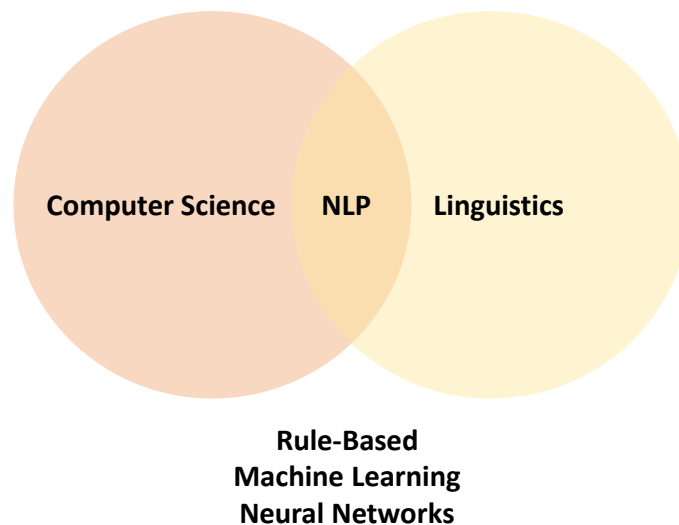 Computer Science NLP Linguistics
Rule-Based
Machine Learning
Neural Networks